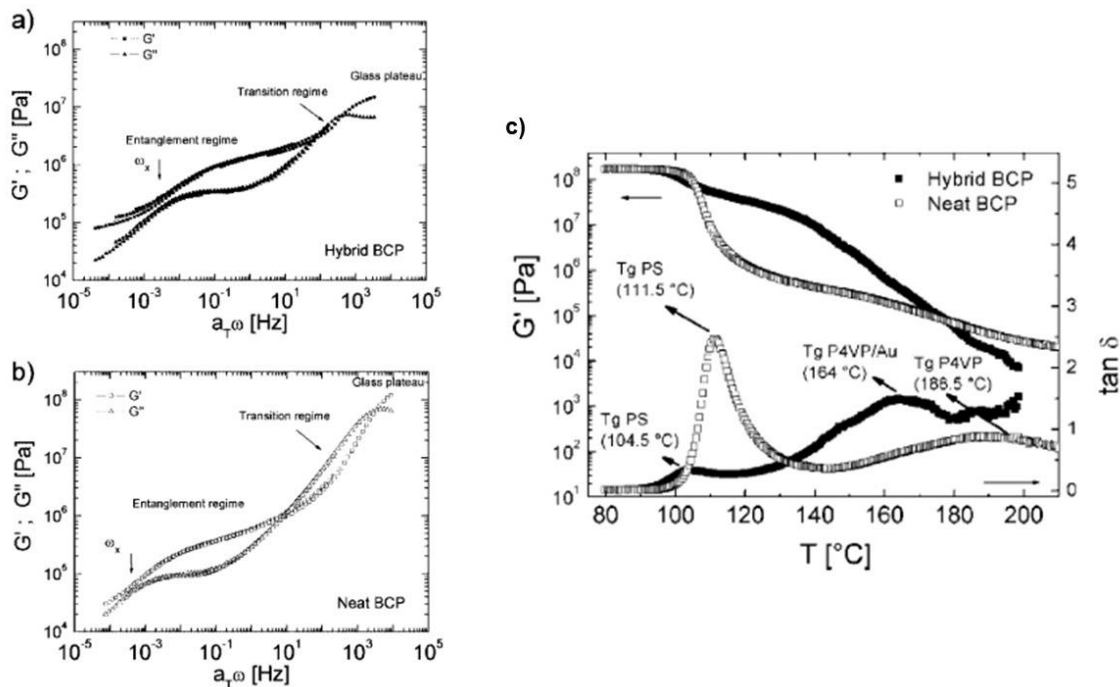 a)
G'
G''
10^8
10^7
10^6
10^5
10^4
G' ; G'' [Pa]
Glass plateau
Transition regime
Entanglement regime
ω_x
Hybrid BCP
10^-5 10^-3 10^-1 10^1 10^3 10^5
a_Tω [Hz]
b)
G'
G''
10^8
10^7
10^6
10^5
10^4
G' ; G'' [Pa]
Glass plateau
Transition regime
Entanglement regime
ω_x
Neat BCP
10^-5 10^-3 10^-1 10^1 10^3 10^5
a_Tω [Hz]
c)
10^8
10^7
10^6
10^5
10^4
10^3
10^2
10^1
G' [Pa]
Hybrid BCP
Neat BCP
Tg PS
(111.5 °C)
Tg P4VP/Au
(164 °C)
Tg P4VP
(188.5 °C)
Tg PS
(104.5 °C)
5
4
3
2
1
0
tan δ
80 100 120 140 160 180 200
T [°C]